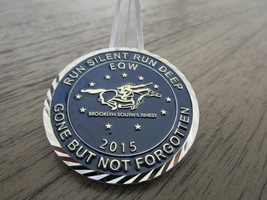 RUN SILENT RUN DEEP
EOW
BROOKLYN SOUTH'S FINEST
2015
GONE BUT NOT FORGOTTEN